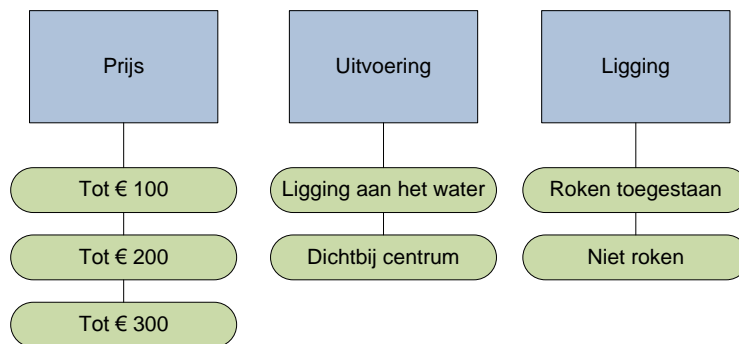 Prijs
Uitvoering
Ligging
Tot € 100
Ligging aan het water
Roken toegestaan
Tot € 200
Dichtbij centrum
Niet roken
Tot € 300